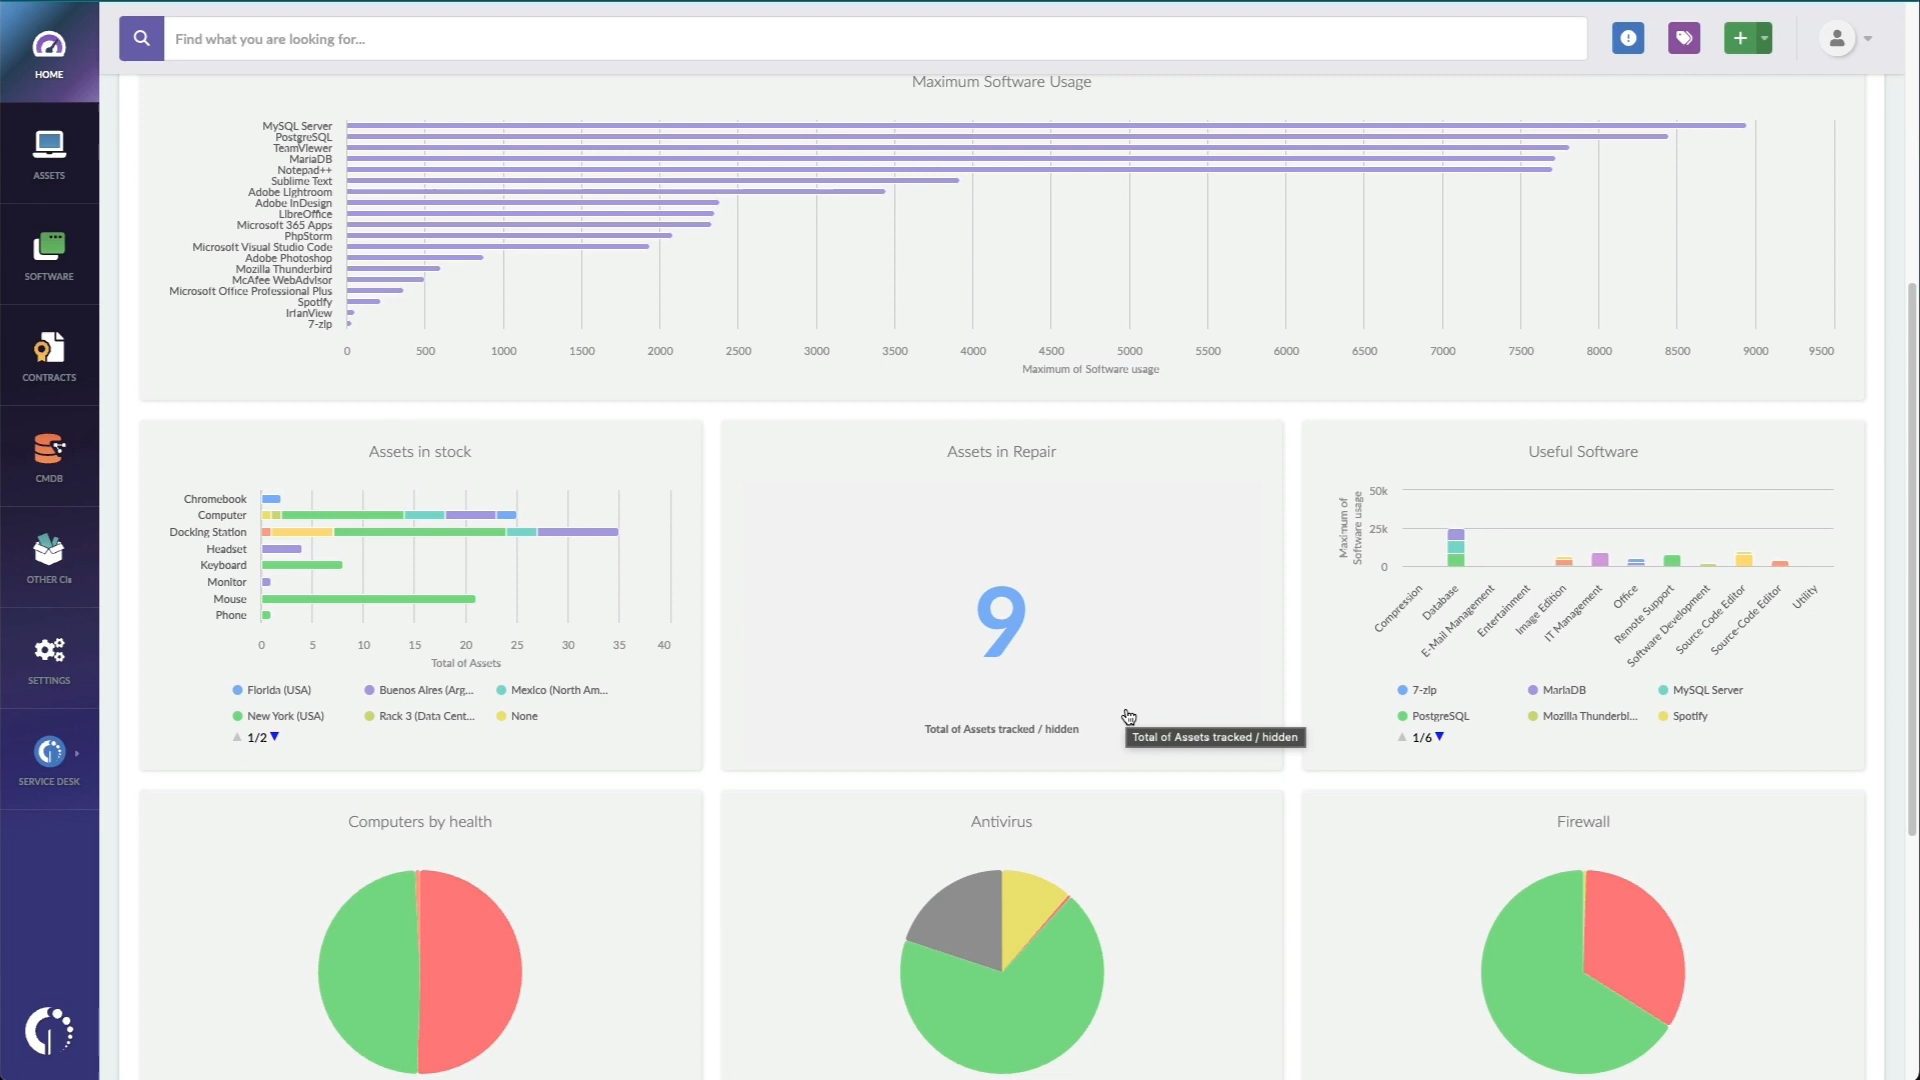 Find what you are looking for...
HOME
ASSETS
SOFTWARE
CONTRACTS
CMDB
OTHER CIs
SETTINGS
SERVICE DESK
Maximum Software Usage
MySQL Server
PostgreSQL
TeamViewer
MariaDB
Notepad++
Sublime Text
Adobe Lightroom
Adobe InDesign
LibreOffice
Microsoft 365 Apps
PhpStorm
Microsoft Visual Studio Code
Adobe Photoshop
Mozilla Thunderbird
McAfee WebAdvisor
Microsoft Office Professional Plus
Spotify
IrfanView
7-zip
0 500 1000 1500 2000 2500 3000 3500 4000 4500 5000 5500 6000 6500 7000 7500 8000 8500 9000 9500
Maximum of Software usage
Assets in stock
Chromebook
Computer
Docking Station
Headset
Keyboard
Monitor
Mouse
Phone
0 5 10 15 20 25 30 35 40
Total of Assets
Florida (USA) Buenos Aires (Arg... Mexico (North Am...
New York (USA) Rack 3 (Data Cent... None
1/2
Assets in Repair
9
Total of Assets tracked / hidden
Total of Assets tracked / hidden
Useful Software
Maximum of
Software usage
50k
25k
0
Compression
Database
E-Mail Management
Entertainment
Image Edition
IT Management
Office
Remote Support
Software Development
Source Code Editor
Source-Code Editor
Utility
7-zip MariaDB MySQL Server
PostgreSQL Mozilla Thunderbi... Spotify
1/6
Computers by health
Antivirus
Firewall